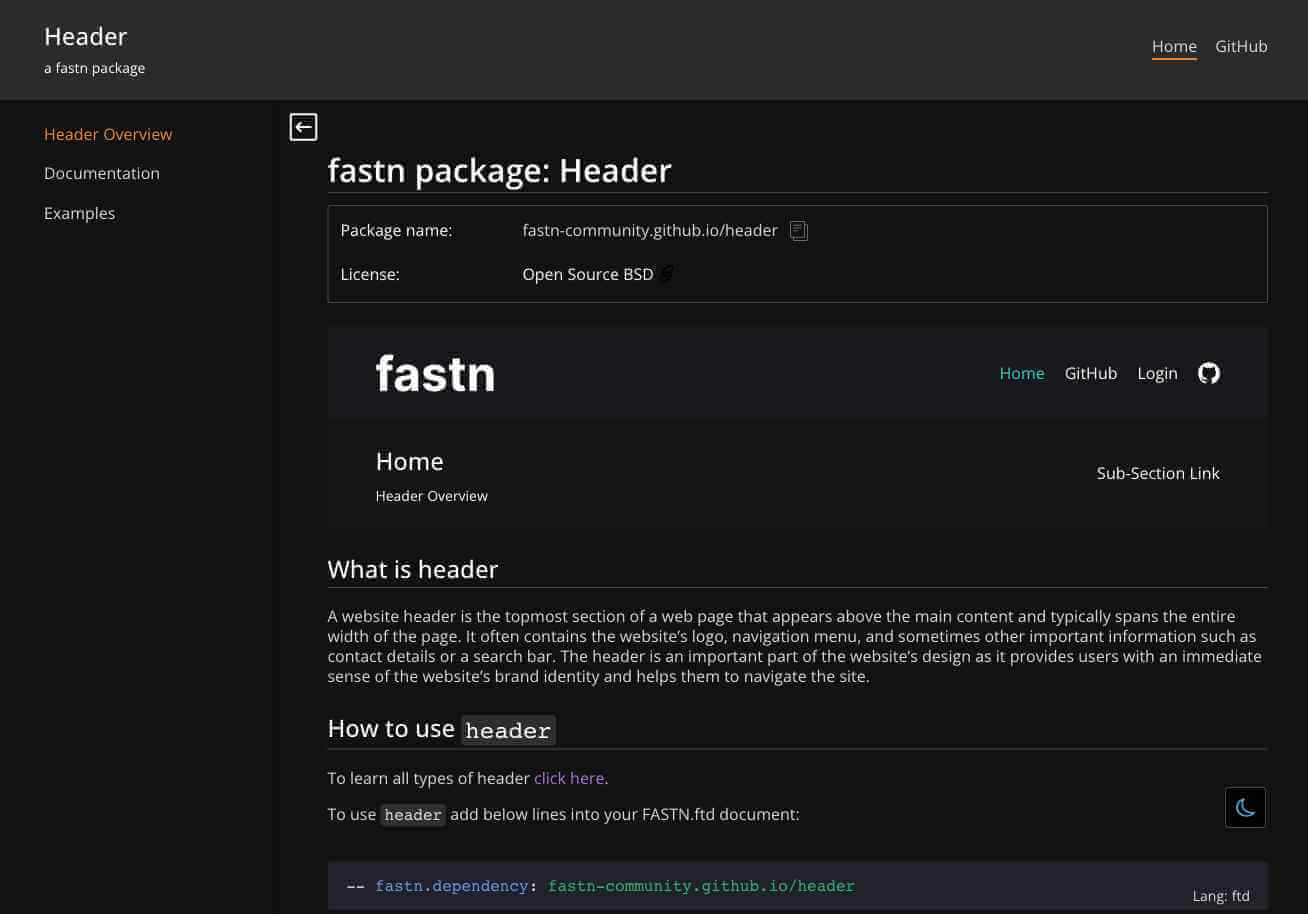 Header
a fastn package
Home GitHub
Header Overview
Documentation
Examples
fastn package: Header
Package name: fastn-community.github.io/header
License: Open Source BSD
fastn
Home GitHub Login
Home
Header Overview
Sub-Section Link
What is header
A website header is the topmost section of a web page that appears above the main content and typically spans the entire
width of the page. It often contains the website’s logo, navigation menu, and sometimes other important information such as
contact details or a search bar. The header is an important part of the website’s design as it provides users with an immediate
sense of the website’s brand identity and helps them to navigate the site.
How to use header
To learn all types of header click here.
To use header add below lines into your FASTN.ftd document:
-- fastn.dependency: fastn-community.github.io/header
Lang: ftd